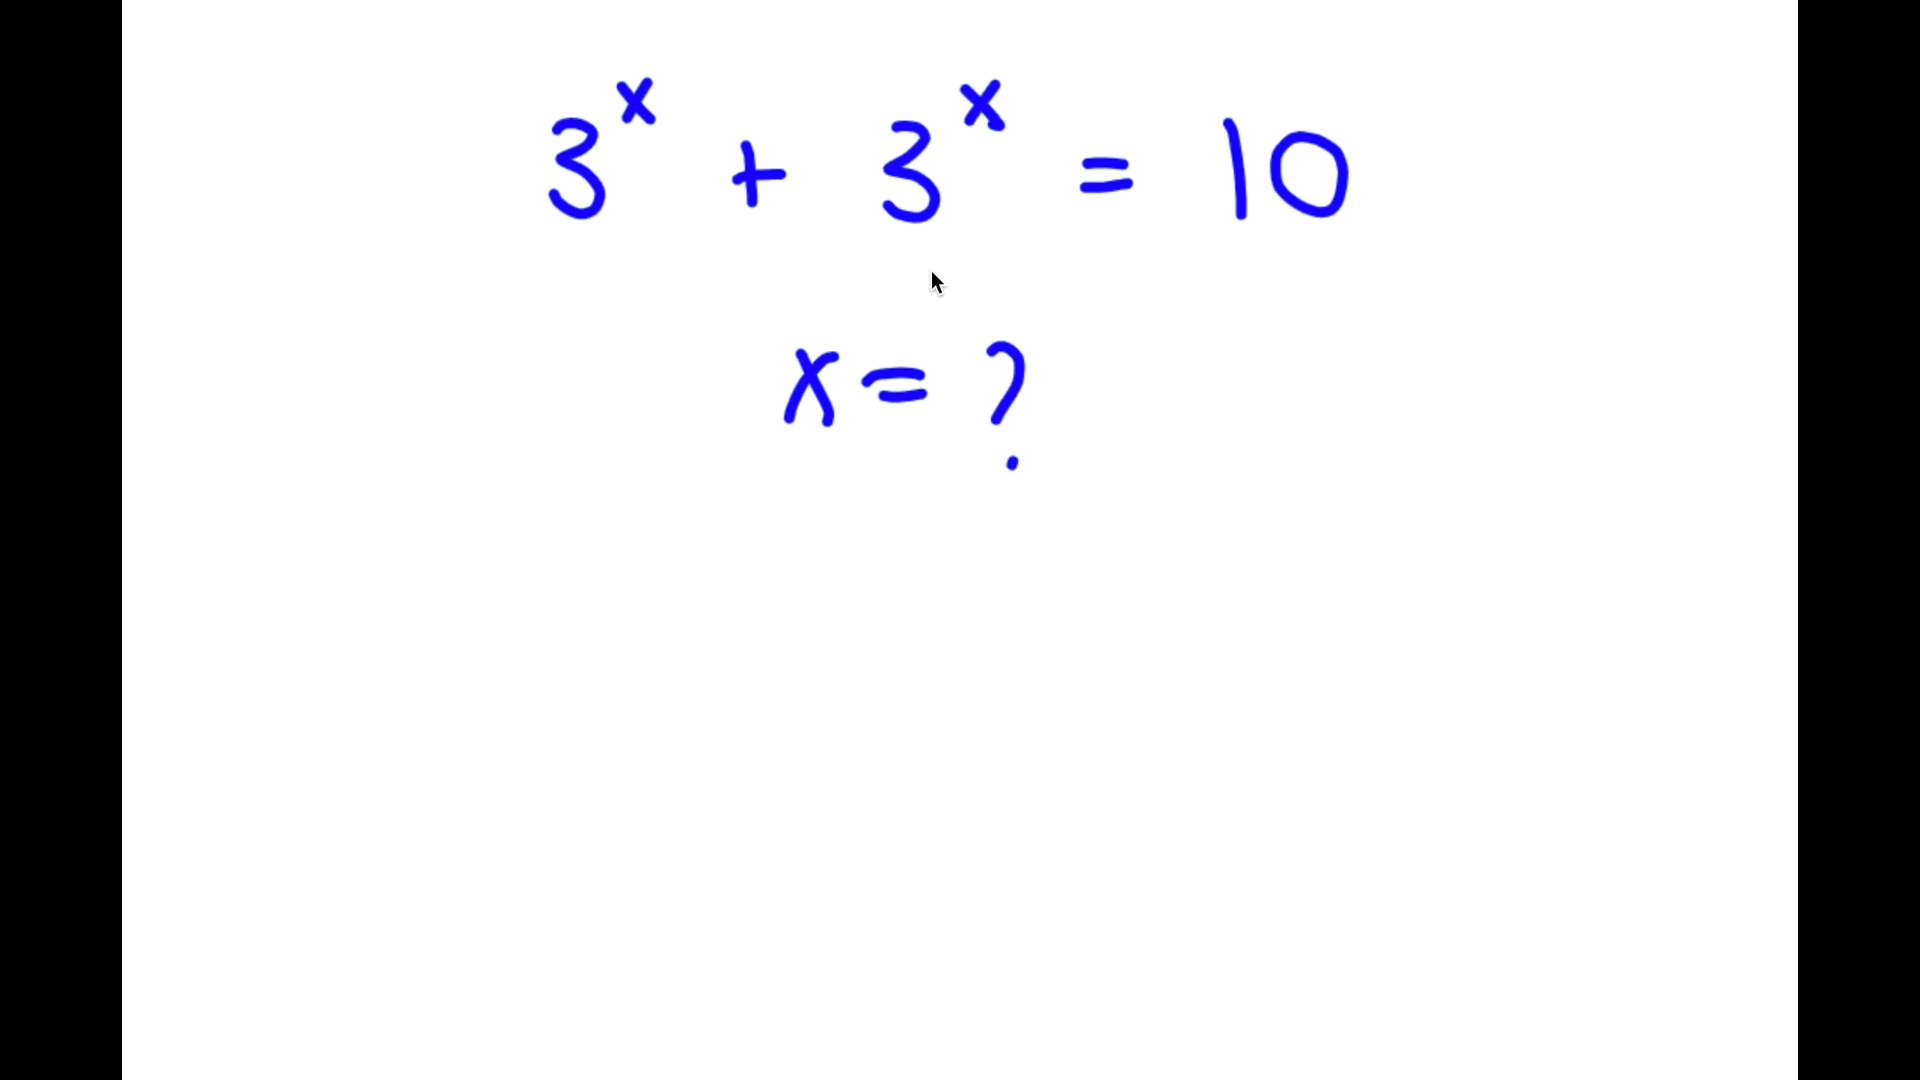 3^x + 3^x = 10
x = ?